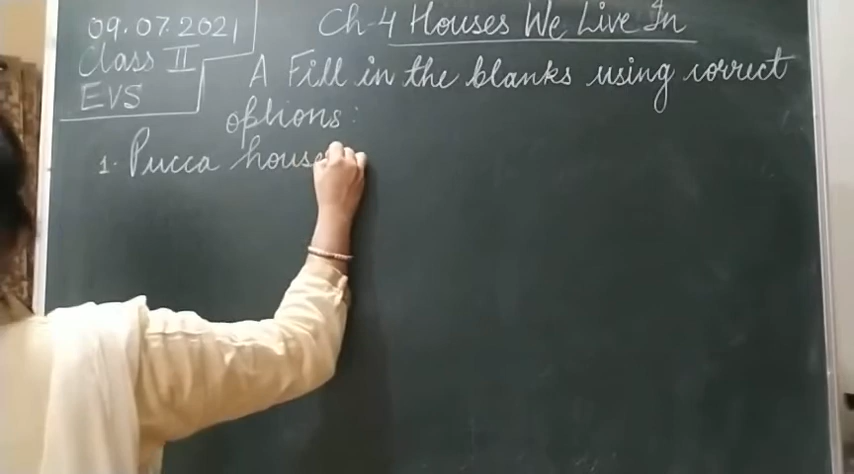 09.07.2021
Class II
EVS
Ch-4 Houses We Live In
A Fill in the blanks using correct
options:
1. Pucca house